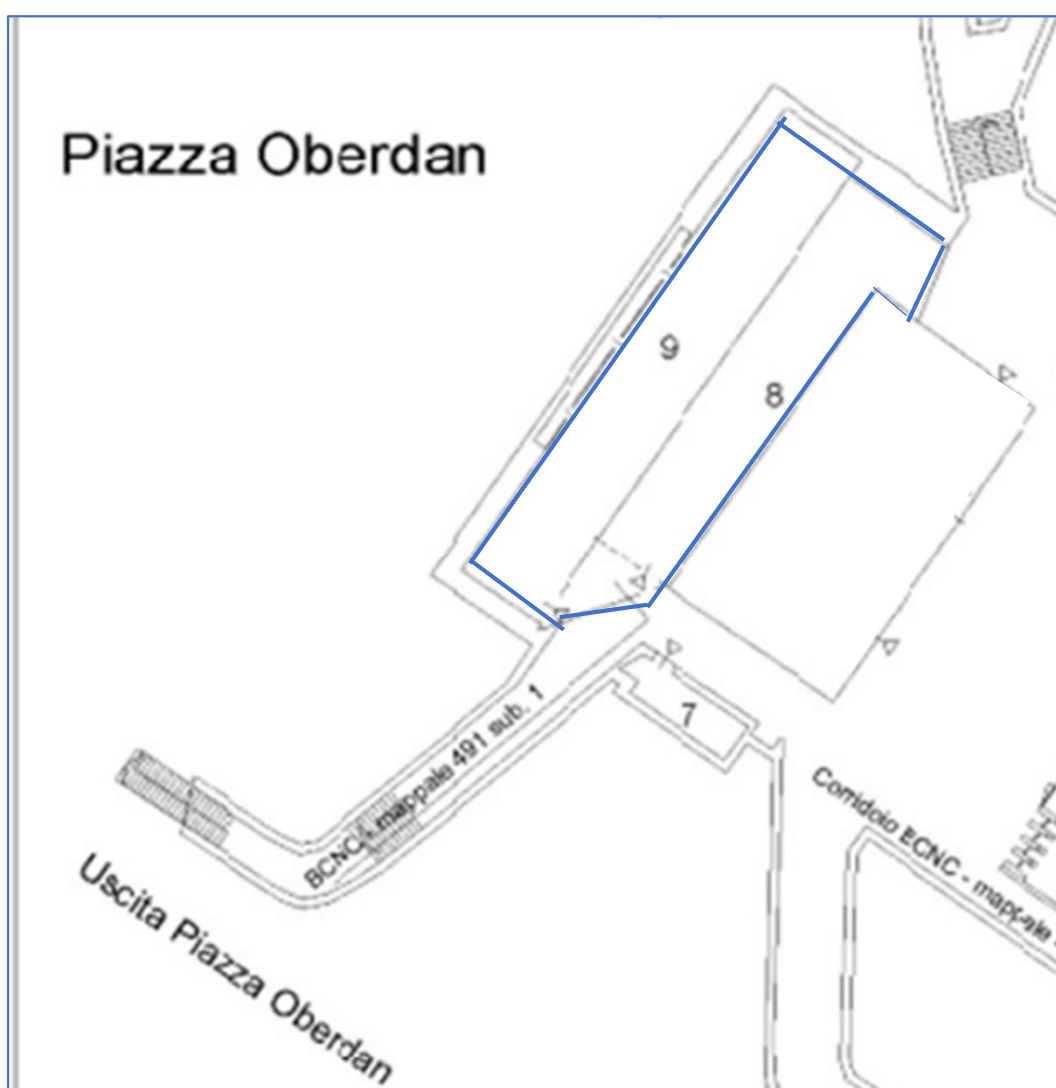 Piazza Oberdan
9
8
7
BCNC - mappale 491 sub. 1
Corridoio BCNC - mappale
Uscita Piazza Oberdan